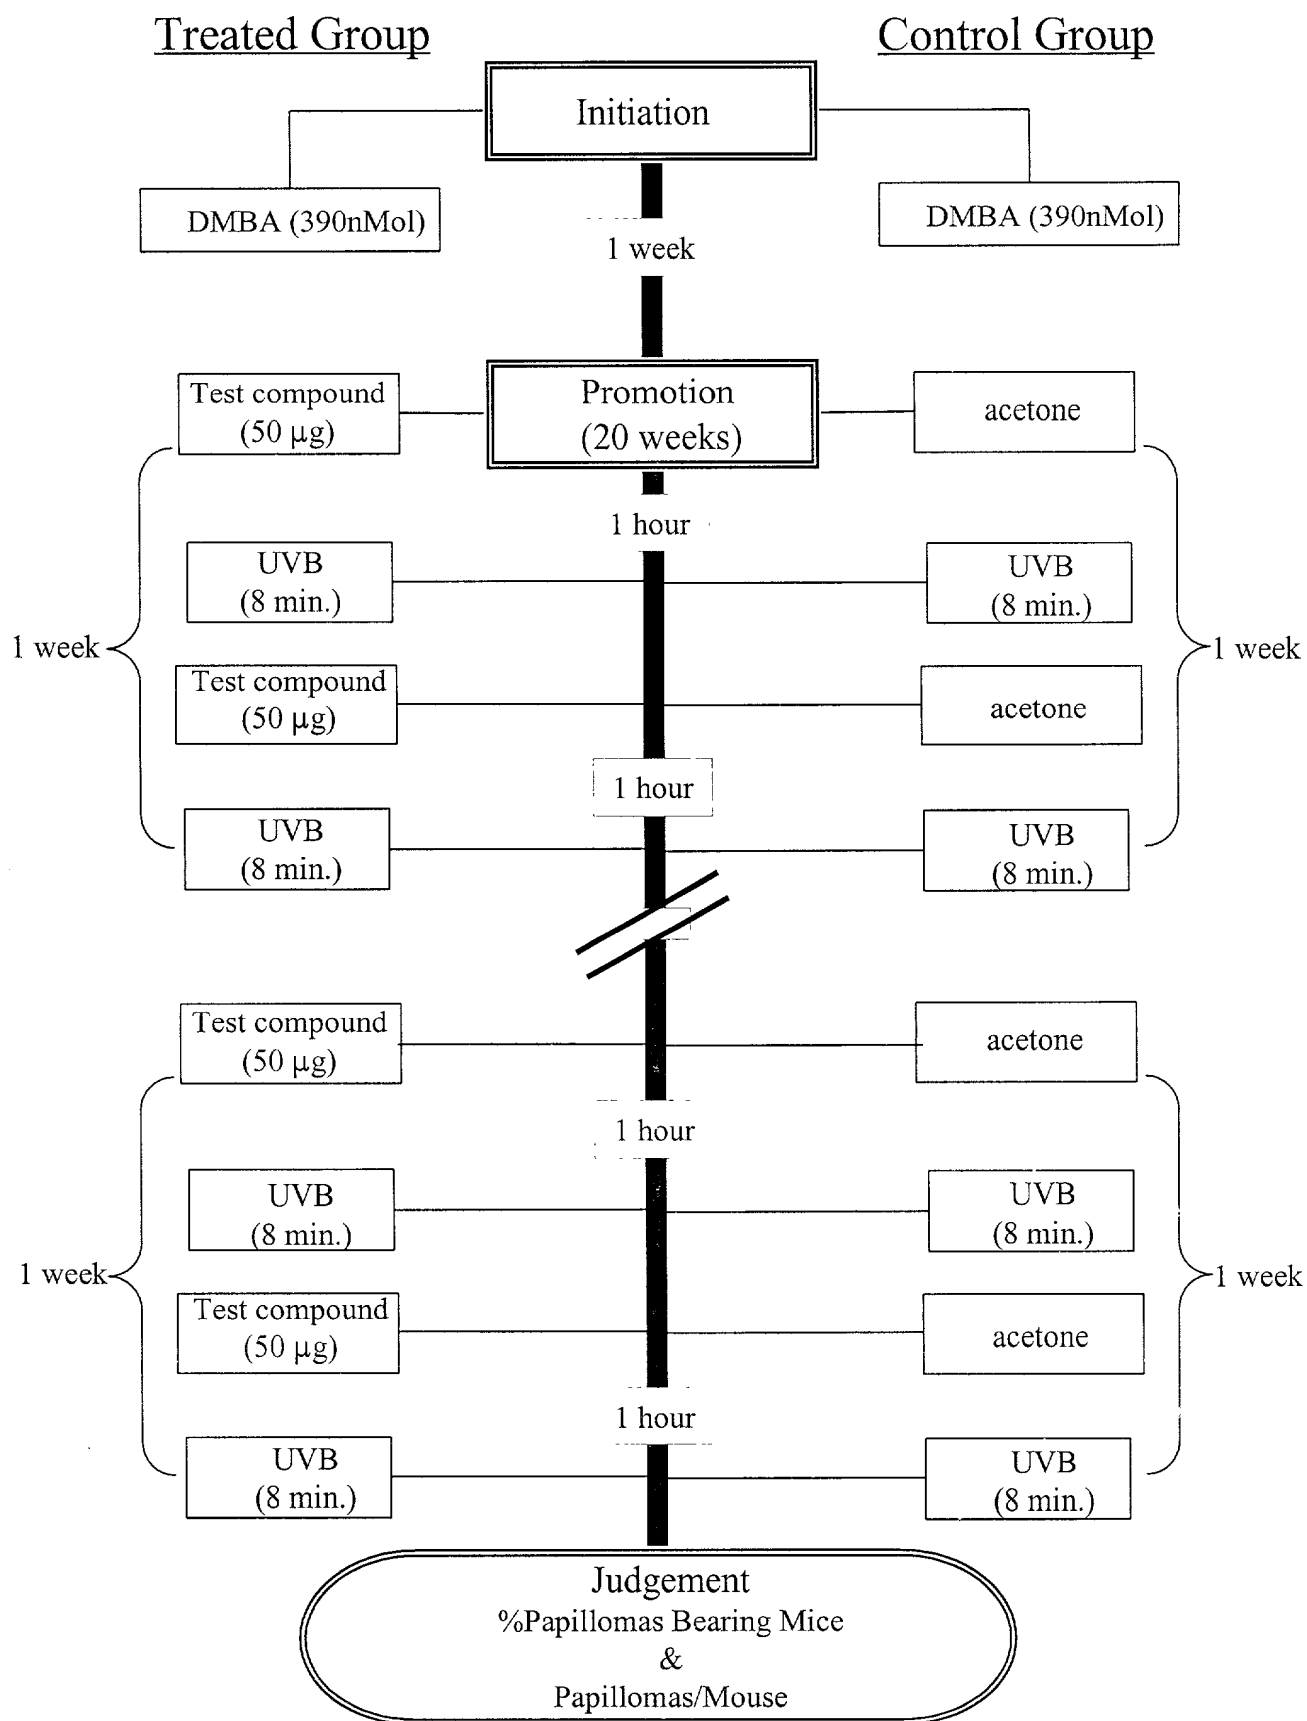 Treated Group
Control Group
Initiation
DMBA (390nMol)
DMBA (390nMol)
1 week
Test compound
(50 µg)
Promotion
(20 weeks)
acetone
1 hour
UVB
(8 min.)
UVB
(8 min.)
1 week
1 week
Test compound
(50 µg)
acetone
1 hour
UVB
(8 min.)
UVB
(8 min.)
Test compound
(50 µg)
acetone
1 hour
UVB
(8 min.)
UVB
(8 min.)
1 week
1 week
Test compound
(50 µg)
acetone
1 hour
UVB
(8 min.)
UVB
(8 min.)
Judgement
%Papillomas Bearing Mice
&
Papillomas/Mouse